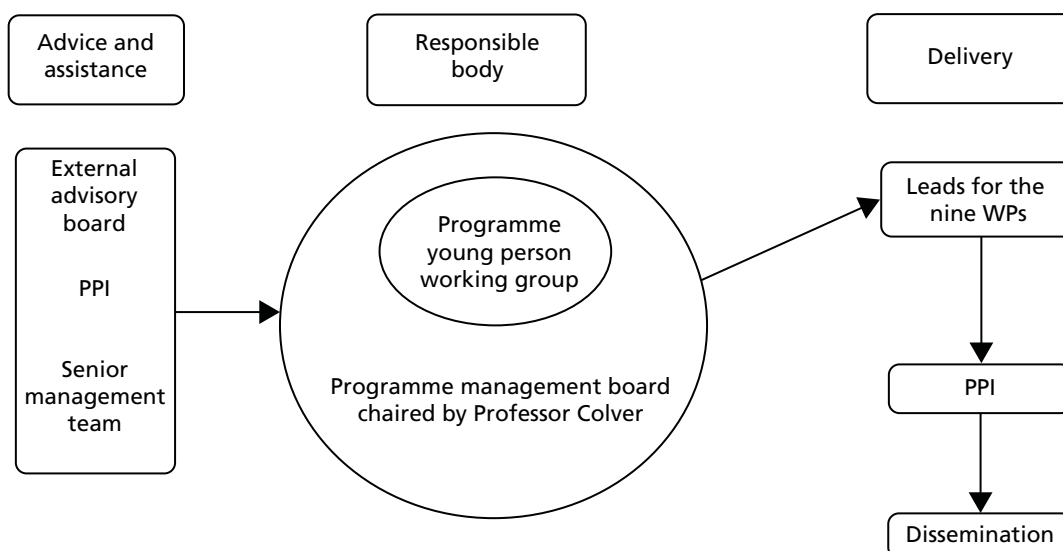 Advice and
assistance
Responsible
body
Delivery
External
advisory
board
PPI
Senior
management
team
Programme
young person
working group
Programme management board
chaired by Professor Colver
Leads for the
nine WPs
PPI
Dissemination